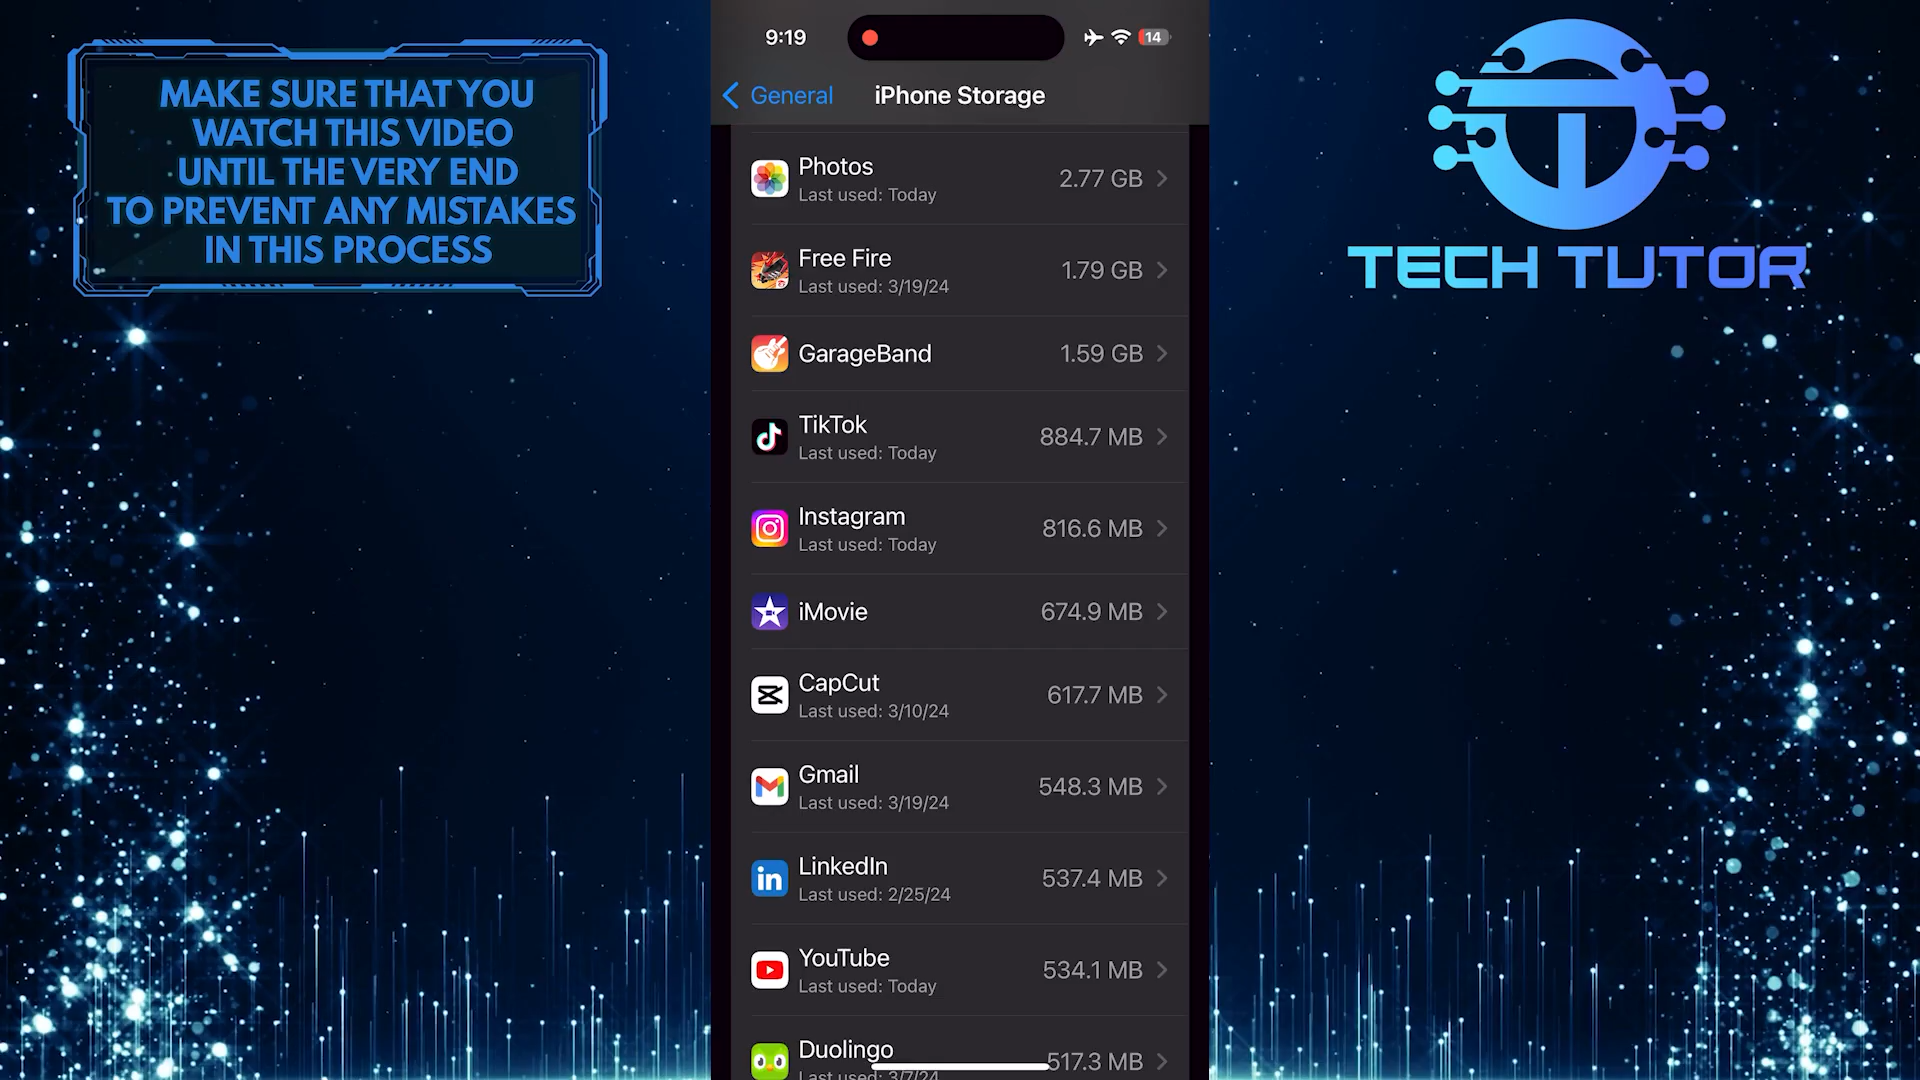 MAKE SURE THAT YOU
WATCH THIS VIDEO
UNTIL THE VERY END
TO PREVENT ANY MISTAKES
IN THIS PROCESS
9:19
14
General
iPhone Storage
Photos
Last used: Today
2.77 GB
Free Fire
Last used: 3/19/24
1.79 GB
GarageBand
1.59 GB
TikTok
Last used: Today
884.7 MB
Instagram
Last used: Today
816.6 MB
iMovie
674.9 MB
CapCut
Last used: 3/10/24
617.7 MB
Gmail
Last used: 3/19/24
548.3 MB
LinkedIn
Last used: 2/25/24
537.4 MB
YouTube
Last used: Today
534.1 MB
Duolingo
Last used: 3/7/24
517.3 MB
TECH TUTOR